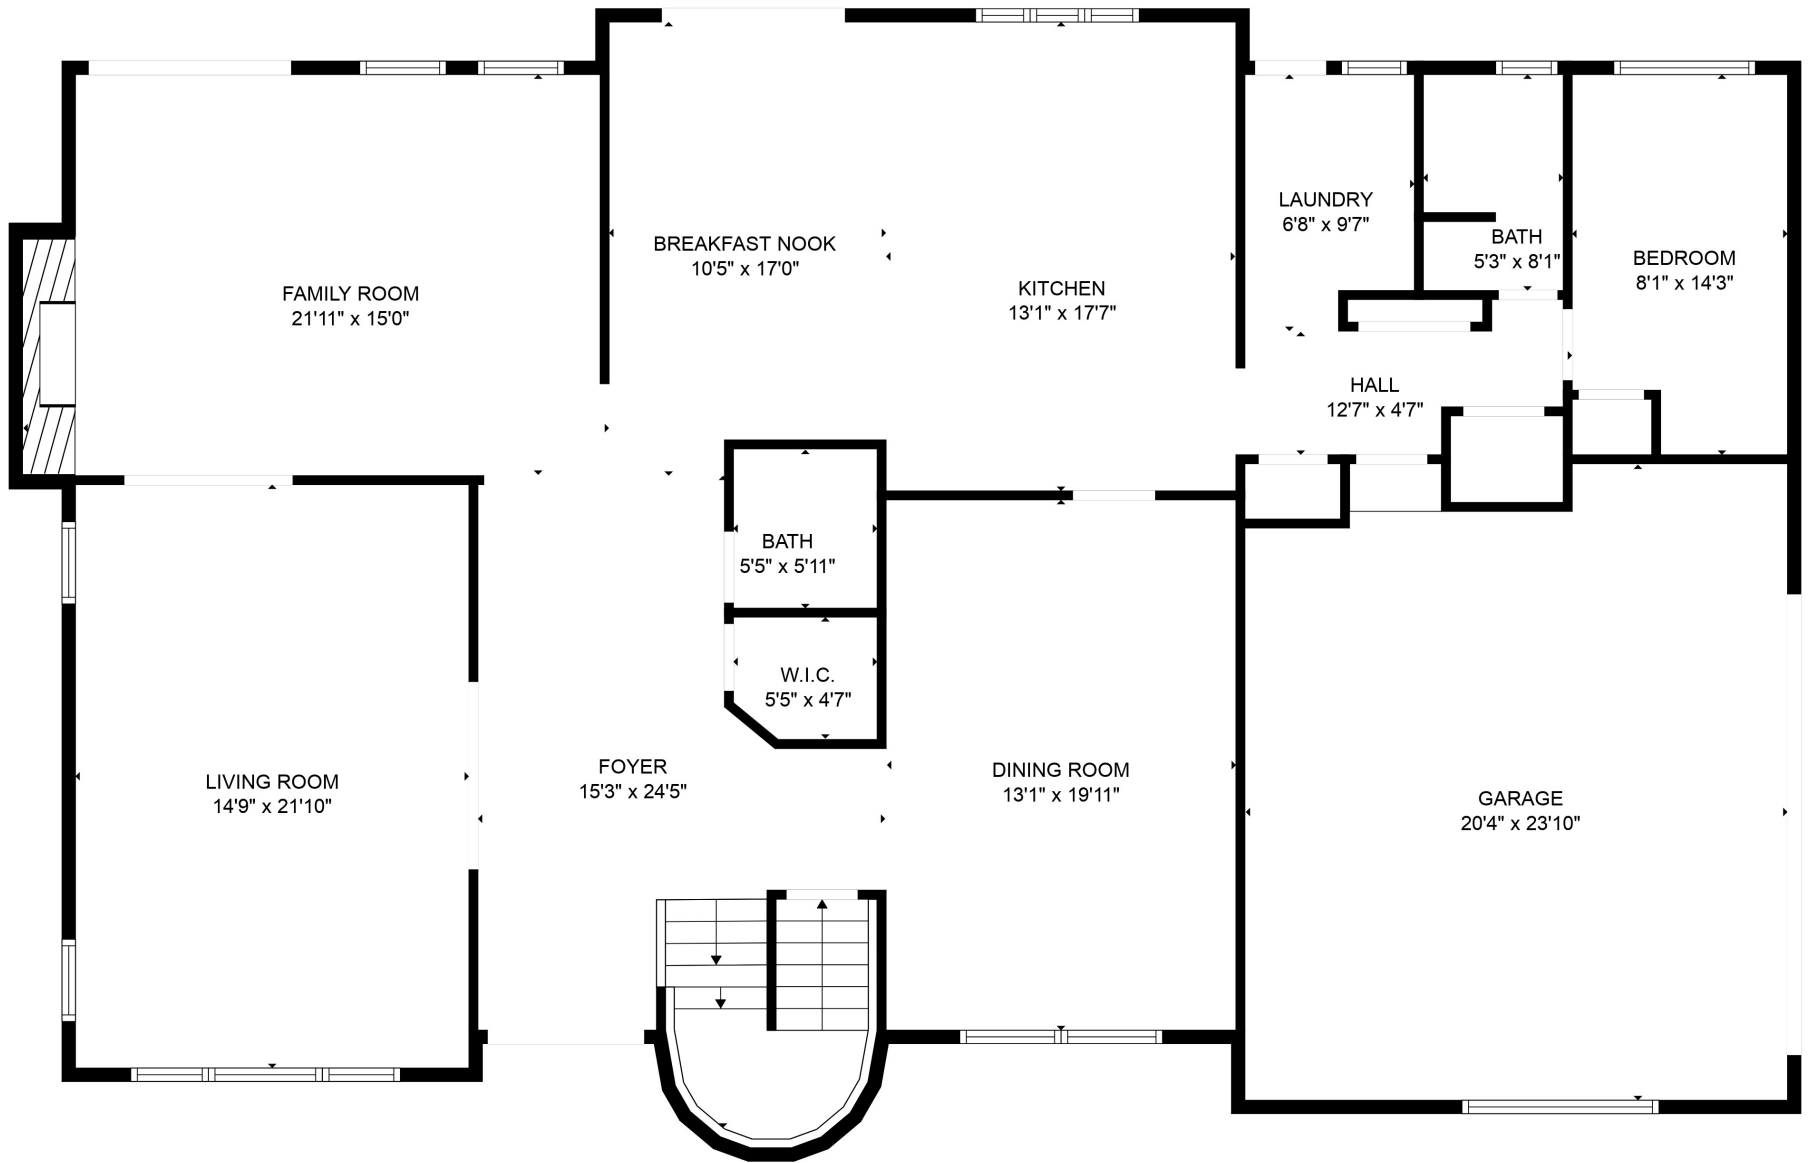 FAMILY ROOM
21'11" x 15'0"
BREAKFAST NOOK
10'5" x 17'0"
KITCHEN
13'1" x 17'7"
LAUNDRY
6'8" x 9'7"
BATH
5'3" x 8'1"
BEDROOM
8'1" x 14'3"
HALL
12'7" x 4'7"
BATH
5'5" x 5'11"
W.I.C.
5'5" x 4'7"
LIVING ROOM
14'9" x 21'10"
FOYER
15'3" x 24'5"
DINING ROOM
13'1" x 19'11"
GARAGE
20'4" x 23'10"